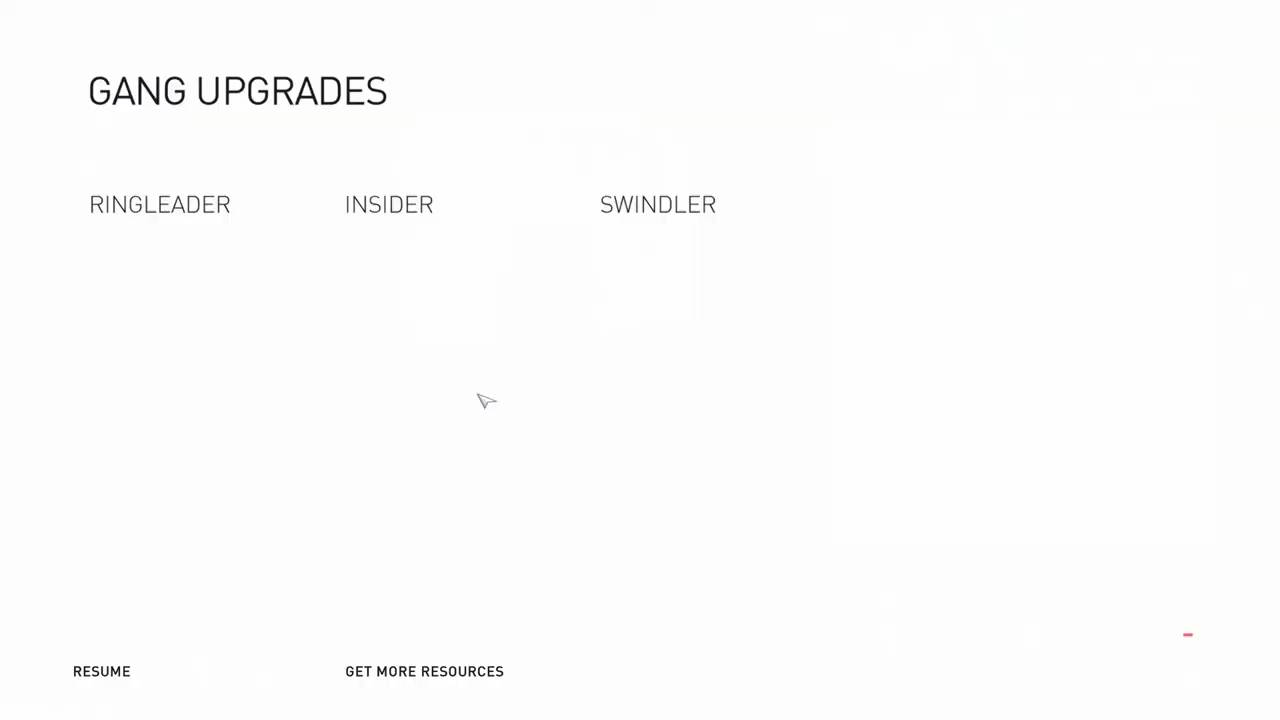 GANG UPGRADES
RINGLEADER
INSIDER
SWINDLER
RESUME
GET MORE RESOURCES